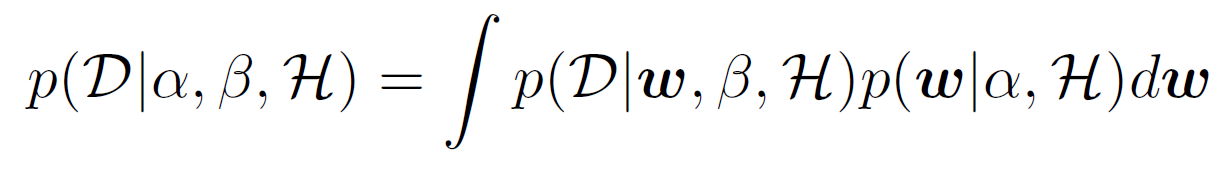 p(𝒟|α, β, ℋ) = ∫ p(𝒟|𝒘, β, ℋ)p(𝒘|α, ℋ)d𝒘